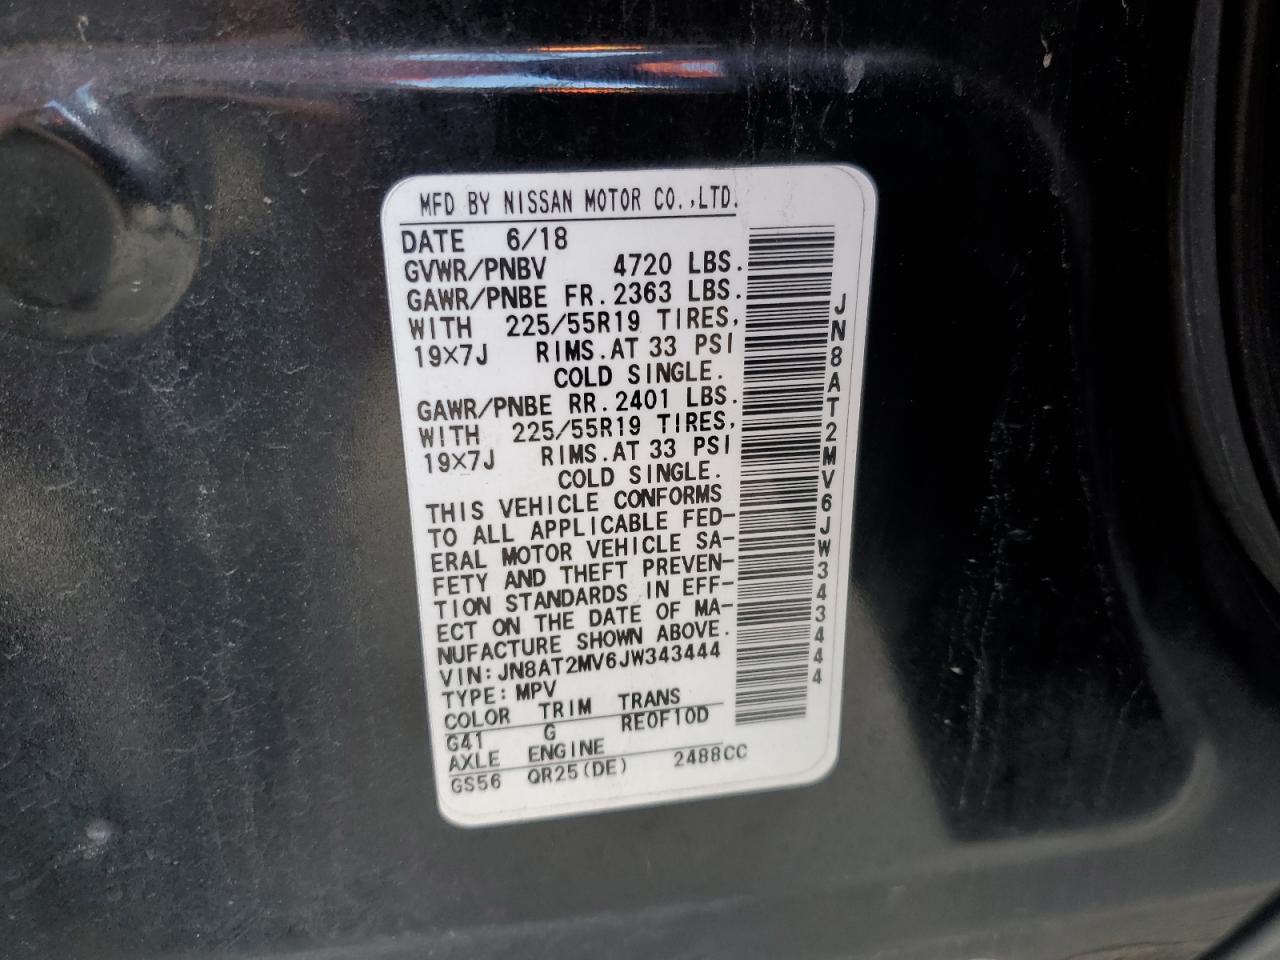 MFD BY NISSAN MOTOR CO.,LTD.
DATE 6/18
GVWR/PNBV 4720 LBS.
GAWR/PNBE FR.2363 LBS.
WITH 225/55R19 TIRES,
19×7J RIMS.AT 33 PSI
COLD SINGLE.
GAWR/PNBE RR.2401 LBS.
WITH 225/55R19 TIRES,
19×7J RIMS.AT 33 PSI
COLD SINGLE.
THIS VEHICLE CONFORMS
TO ALL APPLICABLE FED-
ERAL MOTOR VEHICLE SA-
FETY AND THEFT PREVEN-
TION STANDARDS IN EFF-
ECT ON THE DATE OF MA-
NUFACTURE SHOWN ABOVE.
VIN:JN8AT2MV6JW343444
TYPE:MPV
COLOR TRIM TRANS
G41 G RE0F10D
AXLE ENGINE
GS56 QR25(DE) 2488CC
JN8AT2MV6JW343444